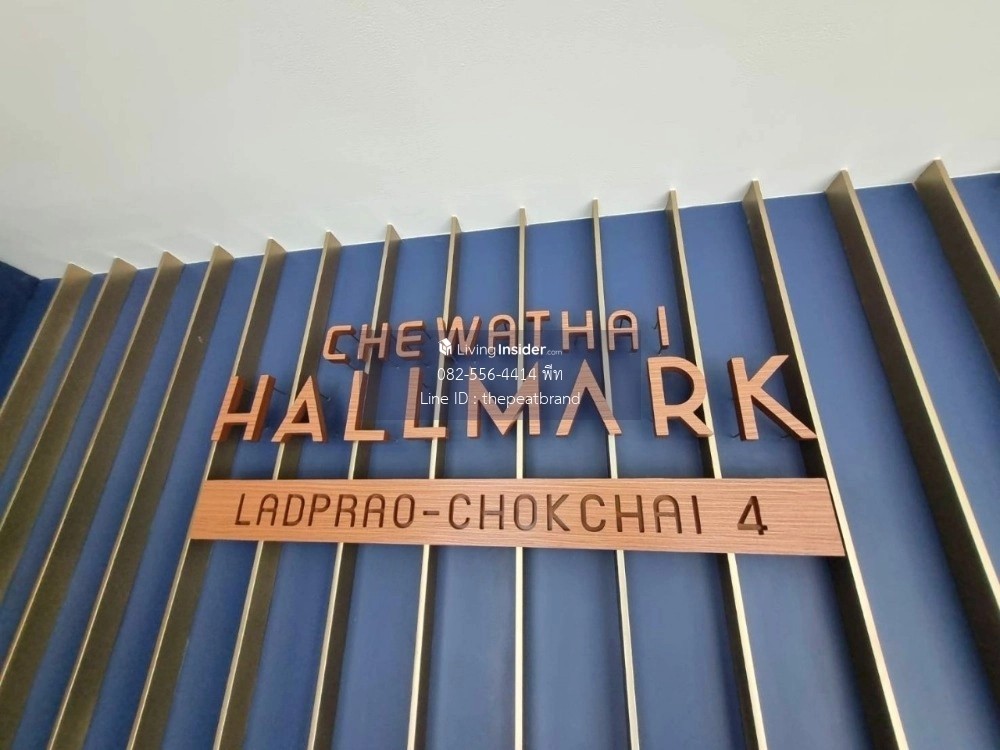 CHEWATHAI
LivingInsider.com
082-556-4414 พีท
Line ID : thepeatbrand
HALLMARK
LADPRAO-CHOKCHAI 4